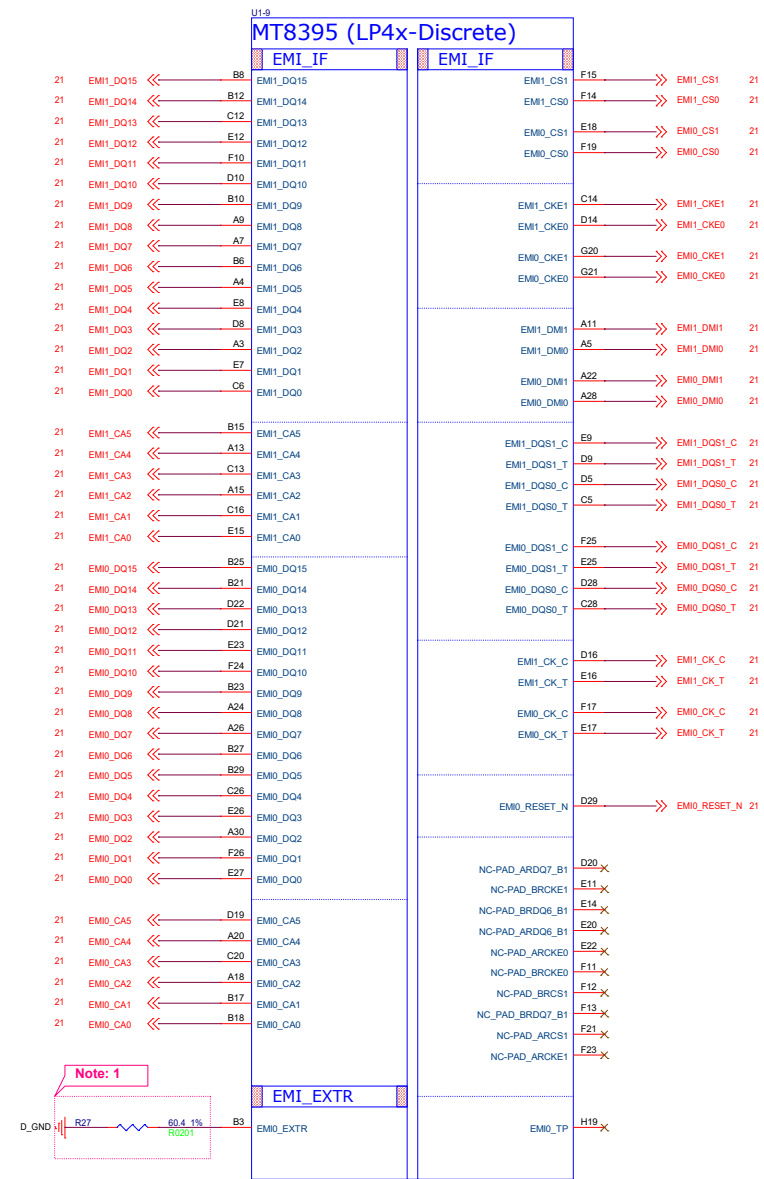 U1-9
MT8395 (LP4x-Discrete)
EMI_IF EMI_IF
21 EMI1_DQ15 B8 EMI1_DQ15
21 EMI1_DQ14 B12 EMI1_DQ14
21 EMI1_DQ13 C12 EMI1_DQ13
21 EMI1_DQ12 E12 EMI1_DQ12
21 EMI1_DQ11 F10 EMI1_DQ11
21 EMI1_DQ10 D10 EMI1_DQ10
21 EMI1_DQ9 B10 EMI1_DQ9
21 EMI1_DQ8 A9 EMI1_DQ8
21 EMI1_DQ7 A7 EMI1_DQ7
21 EMI1_DQ6 B6 EMI1_DQ6
21 EMI1_DQ5 A4 EMI1_DQ5
21 EMI1_DQ4 E8 EMI1_DQ4
21 EMI1_DQ3 D8 EMI1_DQ3
21 EMI1_DQ2 A3 EMI1_DQ2
21 EMI1_DQ1 E7 EMI1_DQ1
21 EMI1_DQ0 C6 EMI1_DQ0
21 EMI1_CA5 B15 EMI1_CA5
21 EMI1_CA4 A13 EMI1_CA4
21 EMI1_CA3 C13 EMI1_CA3
21 EMI1_CA2 A15 EMI1_CA2
21 EMI1_CA1 C16 EMI1_CA1
21 EMI1_CA0 E15 EMI1_CA0
21 EMI0_DQ15 B25 EMI0_DQ15
21 EMI0_DQ14 B21 EMI0_DQ14
21 EMI0_DQ13 D22 EMI0_DQ13
21 EMI0_DQ12 D21 EMI0_DQ12
21 EMI0_DQ11 E23 EMI0_DQ11
21 EMI0_DQ10 F24 EMI0_DQ10
21 EMI0_DQ9 B23 EMI0_DQ9
21 EMI0_DQ8 A24 EMI0_DQ8
21 EMI0_DQ7 A26 EMI0_DQ7
21 EMI0_DQ6 B27 EMI0_DQ6
21 EMI0_DQ5 B29 EMI0_DQ5
21 EMI0_DQ4 C26 EMI0_DQ4
21 EMI0_DQ3 E26 EMI0_DQ3
21 EMI0_DQ2 A30 EMI0_DQ2
21 EMI0_DQ1 F26 EMI0_DQ1
21 EMI0_DQ0 E27 EMI0_DQ0
21 EMI0_CA5 D19 EMI0_CA5
21 EMI0_CA4 A20 EMI0_CA4
21 EMI0_CA3 C20 EMI0_CA3
21 EMI0_CA2 A18 EMI0_CA2
21 EMI0_CA1 B17 EMI0_CA1
21 EMI0_CA0 B18 EMI0_CA0
Note: 1
EMI_EXTR
D_GND R27 60.4 1% B3 EMI0_EXTR
R0201
EMI1_CS1 F15 EMI1_CS1 21
EMI1_CS0 F14 EMI1_CS0 21
EMI0_CS1 E18 EMI0_CS1 21
EMI0_CS0 F19 EMI0_CS0 21
EMI1_CKE1 C14 EMI1_CKE1 21
EMI1_CKE0 D14 EMI1_CKE0 21
EMI0_CKE1 G20 EMI0_CKE1 21
EMI0_CKE0 G21 EMI0_CKE0 21
EMI1_DMI1 A11 EMI1_DMI1 21
EMI1_DMI0 A5 EMI1_DMI0 21
EMI0_DMI1 A22 EMI0_DMI1 21
EMI0_DMI0 A28 EMI0_DMI0 21
EMI1_DQS1_C E9 EMI1_DQS1_C 21
EMI1_DQS1_T D9 EMI1_DQS1_T 21
EMI1_DQS0_C D5 EMI1_DQS0_C 21
EMI1_DQS0_T C5 EMI1_DQS0_T 21
EMI0_DQS1_C F25 EMI0_DQS1_C 21
EMI0_DQS1_T E25 EMI0_DQS1_T 21
EMI0_DQS0_C D28 EMI0_DQS0_C 21
EMI0_DQS0_T C28 EMI0_DQS0_T 21
EMI1_CK_C D16 EMI1_CK_C 21
EMI1_CK_T E16 EMI1_CK_T 21
EMI0_CK_C F17 EMI0_CK_C 21
EMI0_CK_T E17 EMI0_CK_T 21
EMI0_RESET_N D29 EMI0_RESET_N 21
NC-PAD_ARDQ7_B1 D20
NC-PAD_BRCKE1 E11
NC-PAD_BRDQ6_B1 E14
NC-PAD_ARDQ6_B1 E20
NC-PAD_ARCKE0 E22
NC-PAD_BRCKE0 F11
NC-PAD_BRCS1 F12
NC-PAD_BRDQ7_B1 F13
NC-PAD_ARCS1 F21
NC-PAD_ARCKE1 F23
EMI0_TP H19